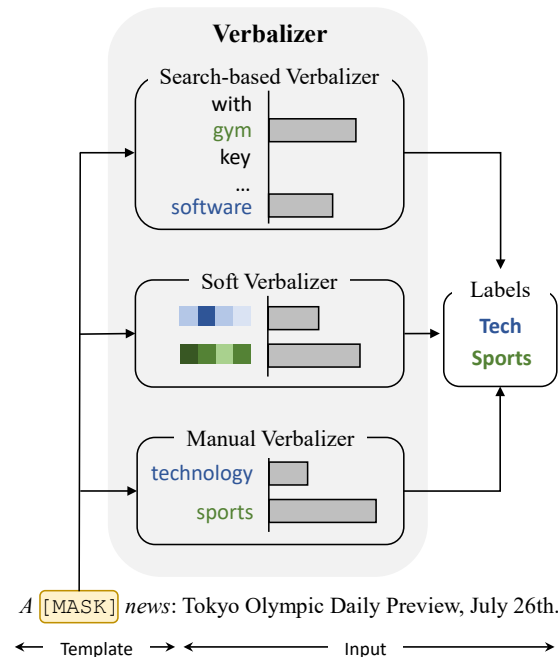 Verbalizer
Search-based Verbalizer
with
gym
key
...
software
Soft Verbalizer
Labels
Tech
Sports
Manual Verbalizer
technology
sports
A [MASK] news: Tokyo Olympic Daily Preview, July 26th.
Template Input